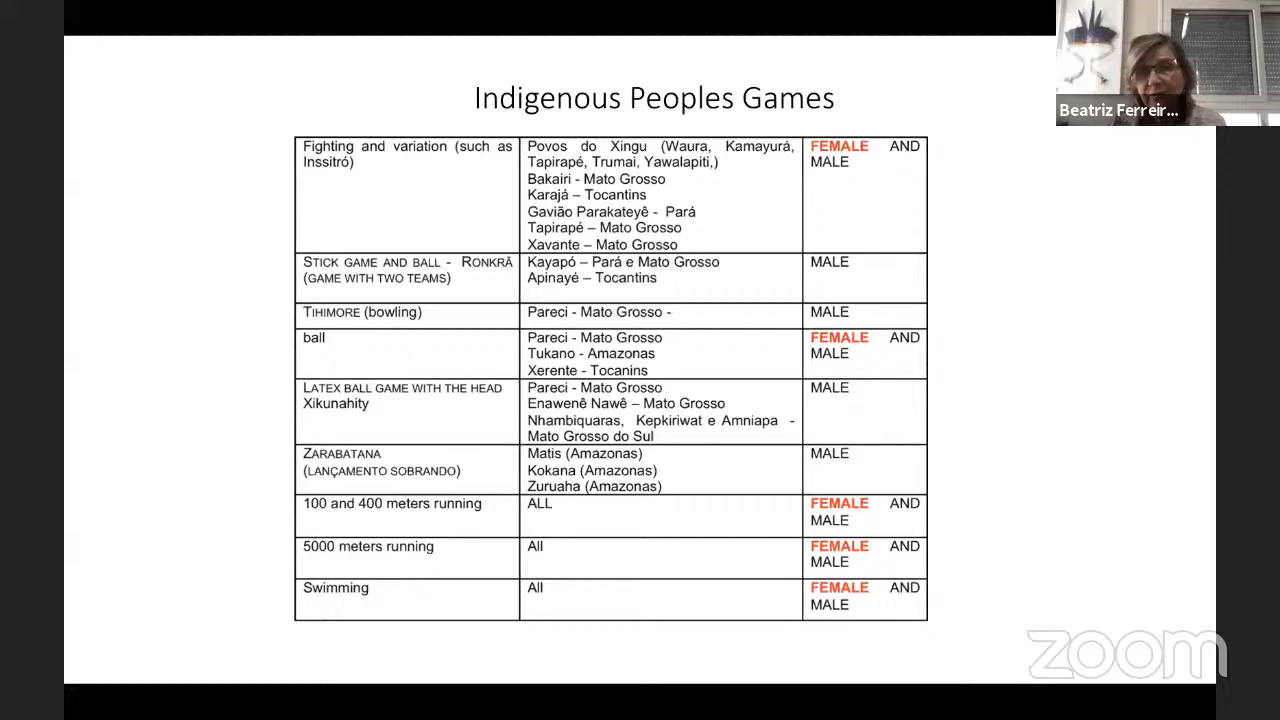 Indigenous Peoples Games
Fighting and variation (such as
Inssitró)
Povos do Xingu (Waura, Kamayurá,
Tapirapé, Trumai, Yawalapiti,)
Bakairi - Mato Grosso
Karajá – Tocantins
Gavião Parakateyê - Pará
Tapirapé – Mato Grosso
Xavante – Mato Grosso
FEMALE AND
MALE
STICK GAME AND BALL - RONKRÃ
(GAME WITH TWO TEAMS)
Kayapó – Pará e Mato Grosso
Apinayé – Tocantins
MALE
TIHIMORE (bowling)
Pareci - Mato Grosso -
MALE
ball
Pareci - Mato Grosso
Tukano - Amazonas
Xerente - Tocanins
FEMALE AND
MALE
LATEX BALL GAME WITH THE HEAD
Xikunahity
Pareci - Mato Grosso
Enawenê Nawê – Mato Grosso
Nhambiquaras, Kepkiriwat e Amniapa -
Mato Grosso do Sul
MALE
ZARABATANA
(LANÇAMENTO SOBRANDO)
Matis (Amazonas)
Kokana (Amazonas)
Zuruaha (Amazonas)
MALE
100 and 400 meters running
ALL
FEMALE AND
MALE
5000 meters running
All
FEMALE AND
MALE
Swimming
All
FEMALE AND
MALE
Beatriz Ferreir...
zoom